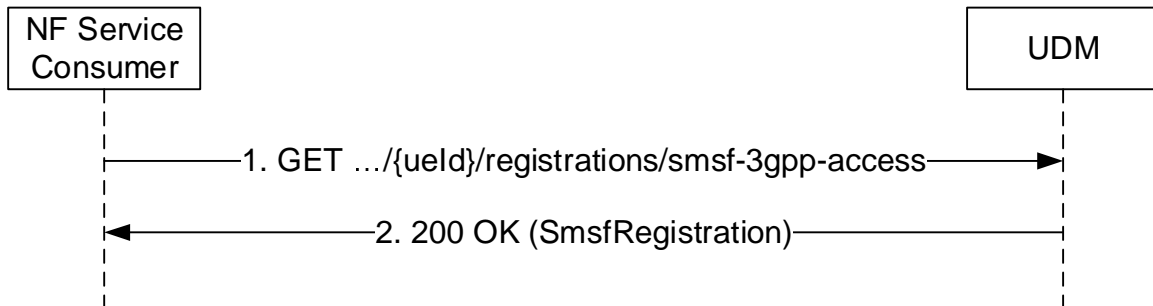 NF Service
Consumer
UDM
1. GET …/{ueId}/registrations/smsf-3gpp-access
2. 200 OK (SmsfRegistration)